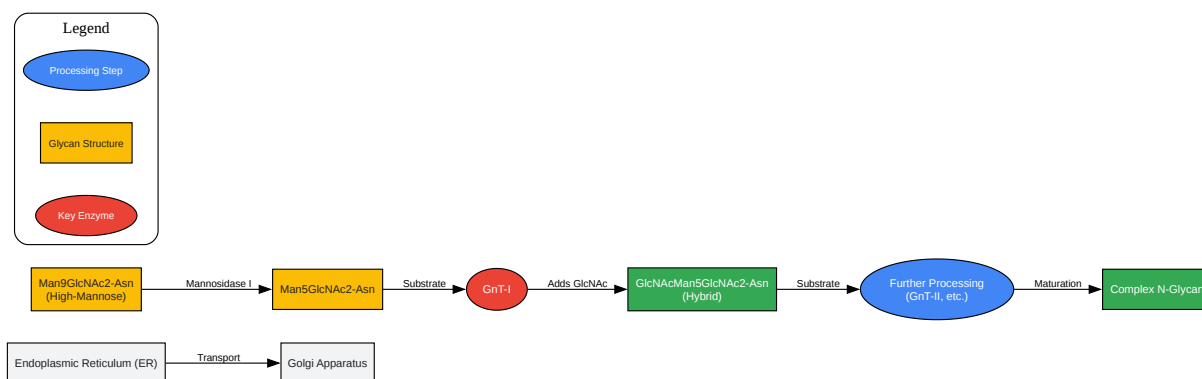 Legend
Processing Step
Glycan Structure
Key Enzyme
Man9GlcNAc2-Asn
(High-Mannose)
Mannosidase I
Man5GlcNAc2-Asn
Substrate
GnT-I
Adds GlcNAc
GlcNAcMan5GlcNAc2-Asn
(Hybrid)
Substrate
Further Processing
(GnT-II, etc.)
Maturation
Complex N-Glycan
Endoplasmic Reticulum (ER)
Transport
Golgi Apparatus